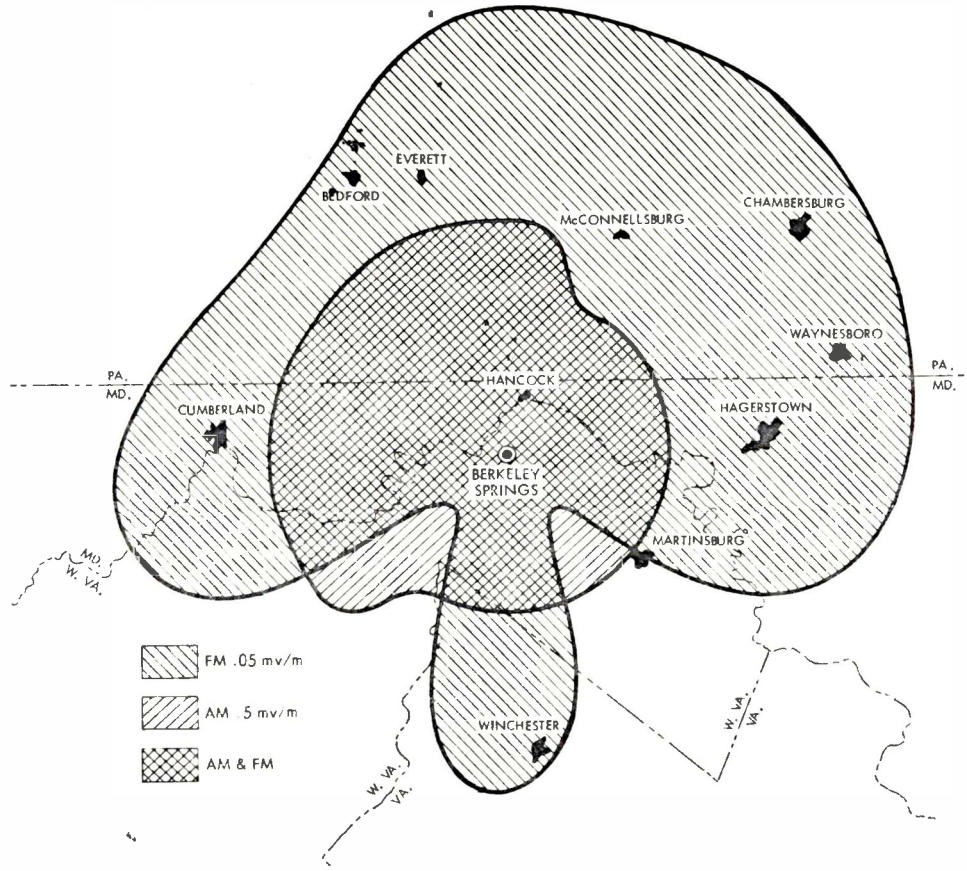 EVERETT
BEDFORD
McCONNELLSBURG
CHAMBERSBURG
WAYNESBORO
PA.
MD.
PA.
MD.
HANCOCK
CUMBERLAND
HAGERSTOWN
BERKELEY
SPRINGS
MARTINSBURG
MD.
W. VA.
FM .05 mv/m
AM .5 mv/m
AM & FM
WINCHESTER
W. VA.
VA.
W. VA.
VA.